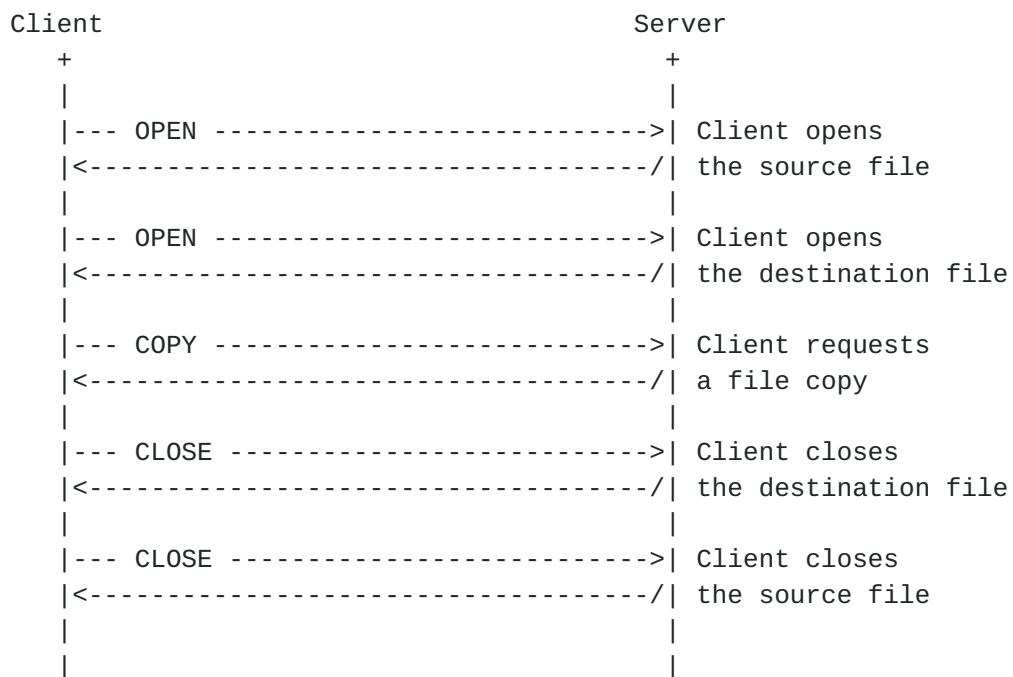 Client                                  Server
   +                                      +
   |                                      |
   |--- OPEN ---------------------------->| Client opens
   |<------------------------------------/| the source file
   |                                      |
   |--- OPEN ---------------------------->| Client opens
   |<------------------------------------/| the destination file
   |                                      |
   |--- COPY ---------------------------->| Client requests
   |<------------------------------------/| a file copy
   |                                      |
   |--- CLOSE --------------------------->| Client closes
   |<------------------------------------/| the destination file
   |                                      |
   |--- CLOSE --------------------------->| Client closes
   |<------------------------------------/| the source file
   |                                      |
   |                                      |